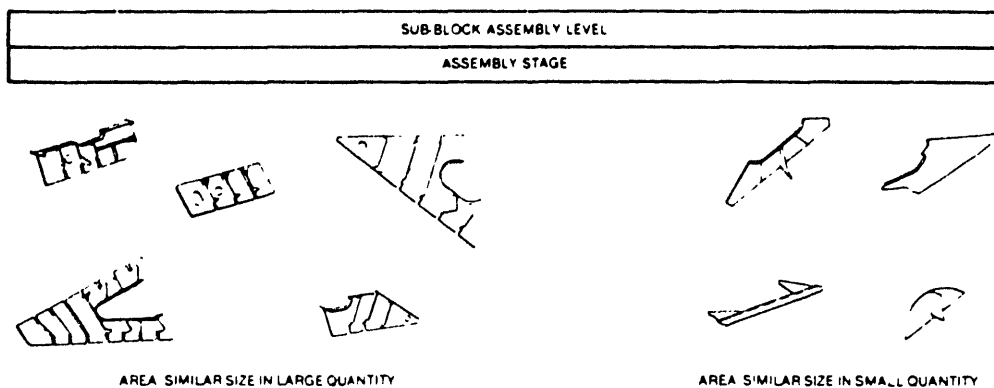 SUB-BLOCK ASSEMBLY LEVEL
ASSEMBLY STAGE
AREA SIMILAR SIZE IN LARGE QUANTITY
AREA SIMILAR SIZE IN SMALL QUANTITY